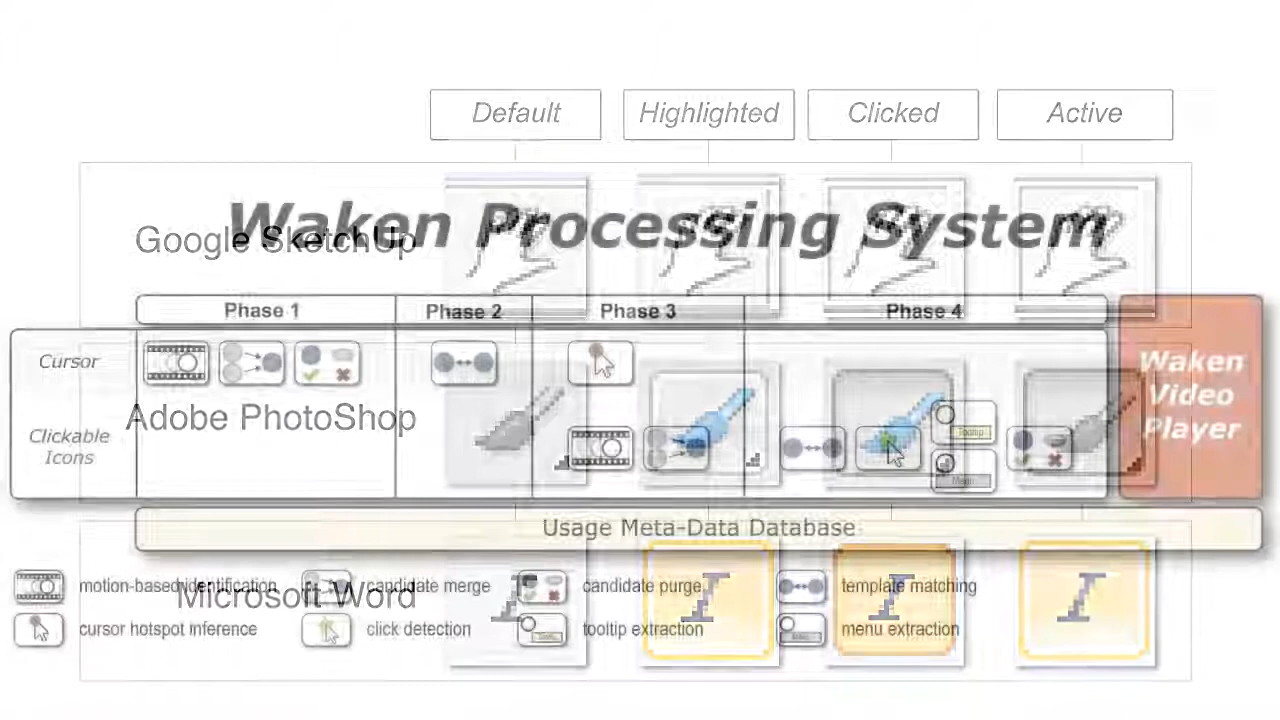 Default Highlighted Clicked Active
Waken Processing System
Google SketchUp
Phase 1 Phase 2 Phase 3 Phase 4
Cursor
Waken
Video
Player
Adobe PhotoShop
Clickable
Icons
Tooltip
Menu
Usage Meta-Data Database
motion-based identification candidate merge candidate purge template matching
Microsoft Word
cursor hotspot inference click detection tooltip extraction menu extraction